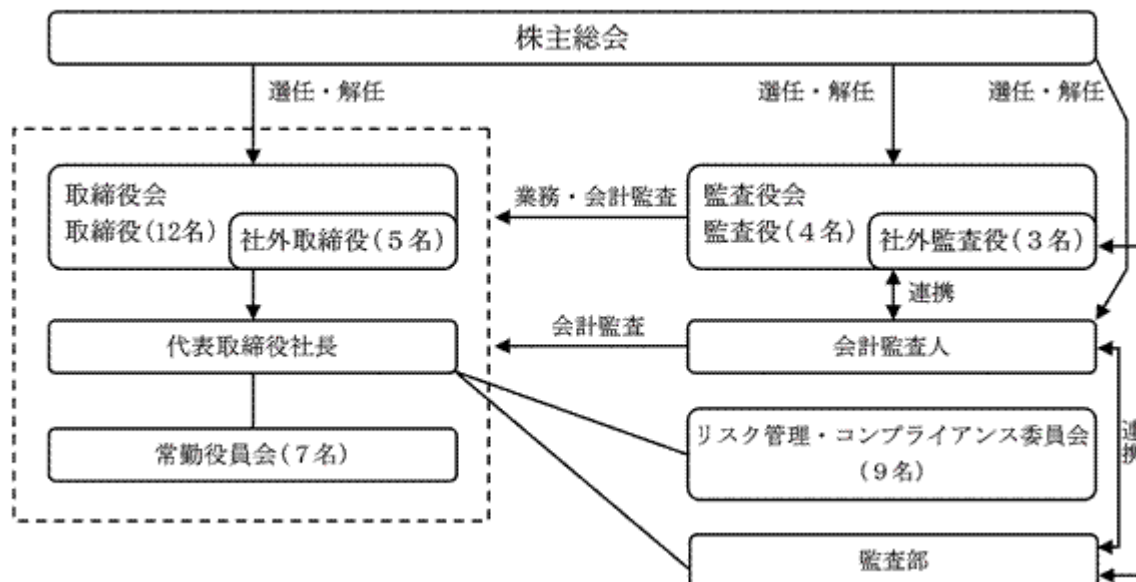 株主総会
選任・解任
選任・解任
選任・解任
取締役会
取締役(12名)
社外取締役(5名)
業務・会計監査
監査役会
監査役(4名)
社外監査役(3名)
連携
代表取締役社長
会計監査
会計監査人
常勤役員会(7名)
リスク管理・コンプライアンス委員会
(9名)
連携
監査部